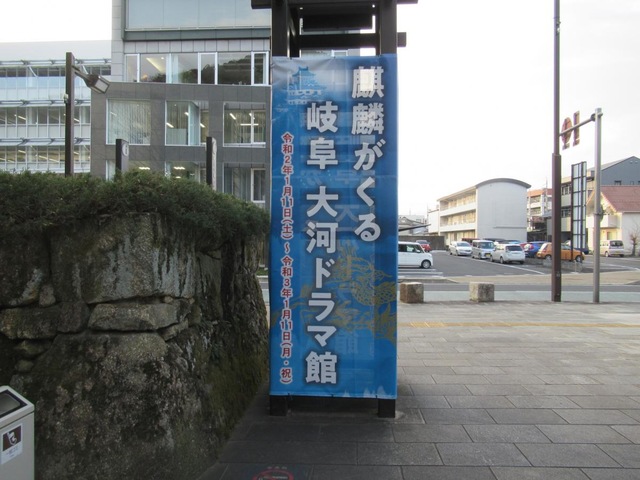 麒麟がくる
岐阜 大河ドラマ館
令和2年1月11日(土)～令和3年1月11日(月・祝)